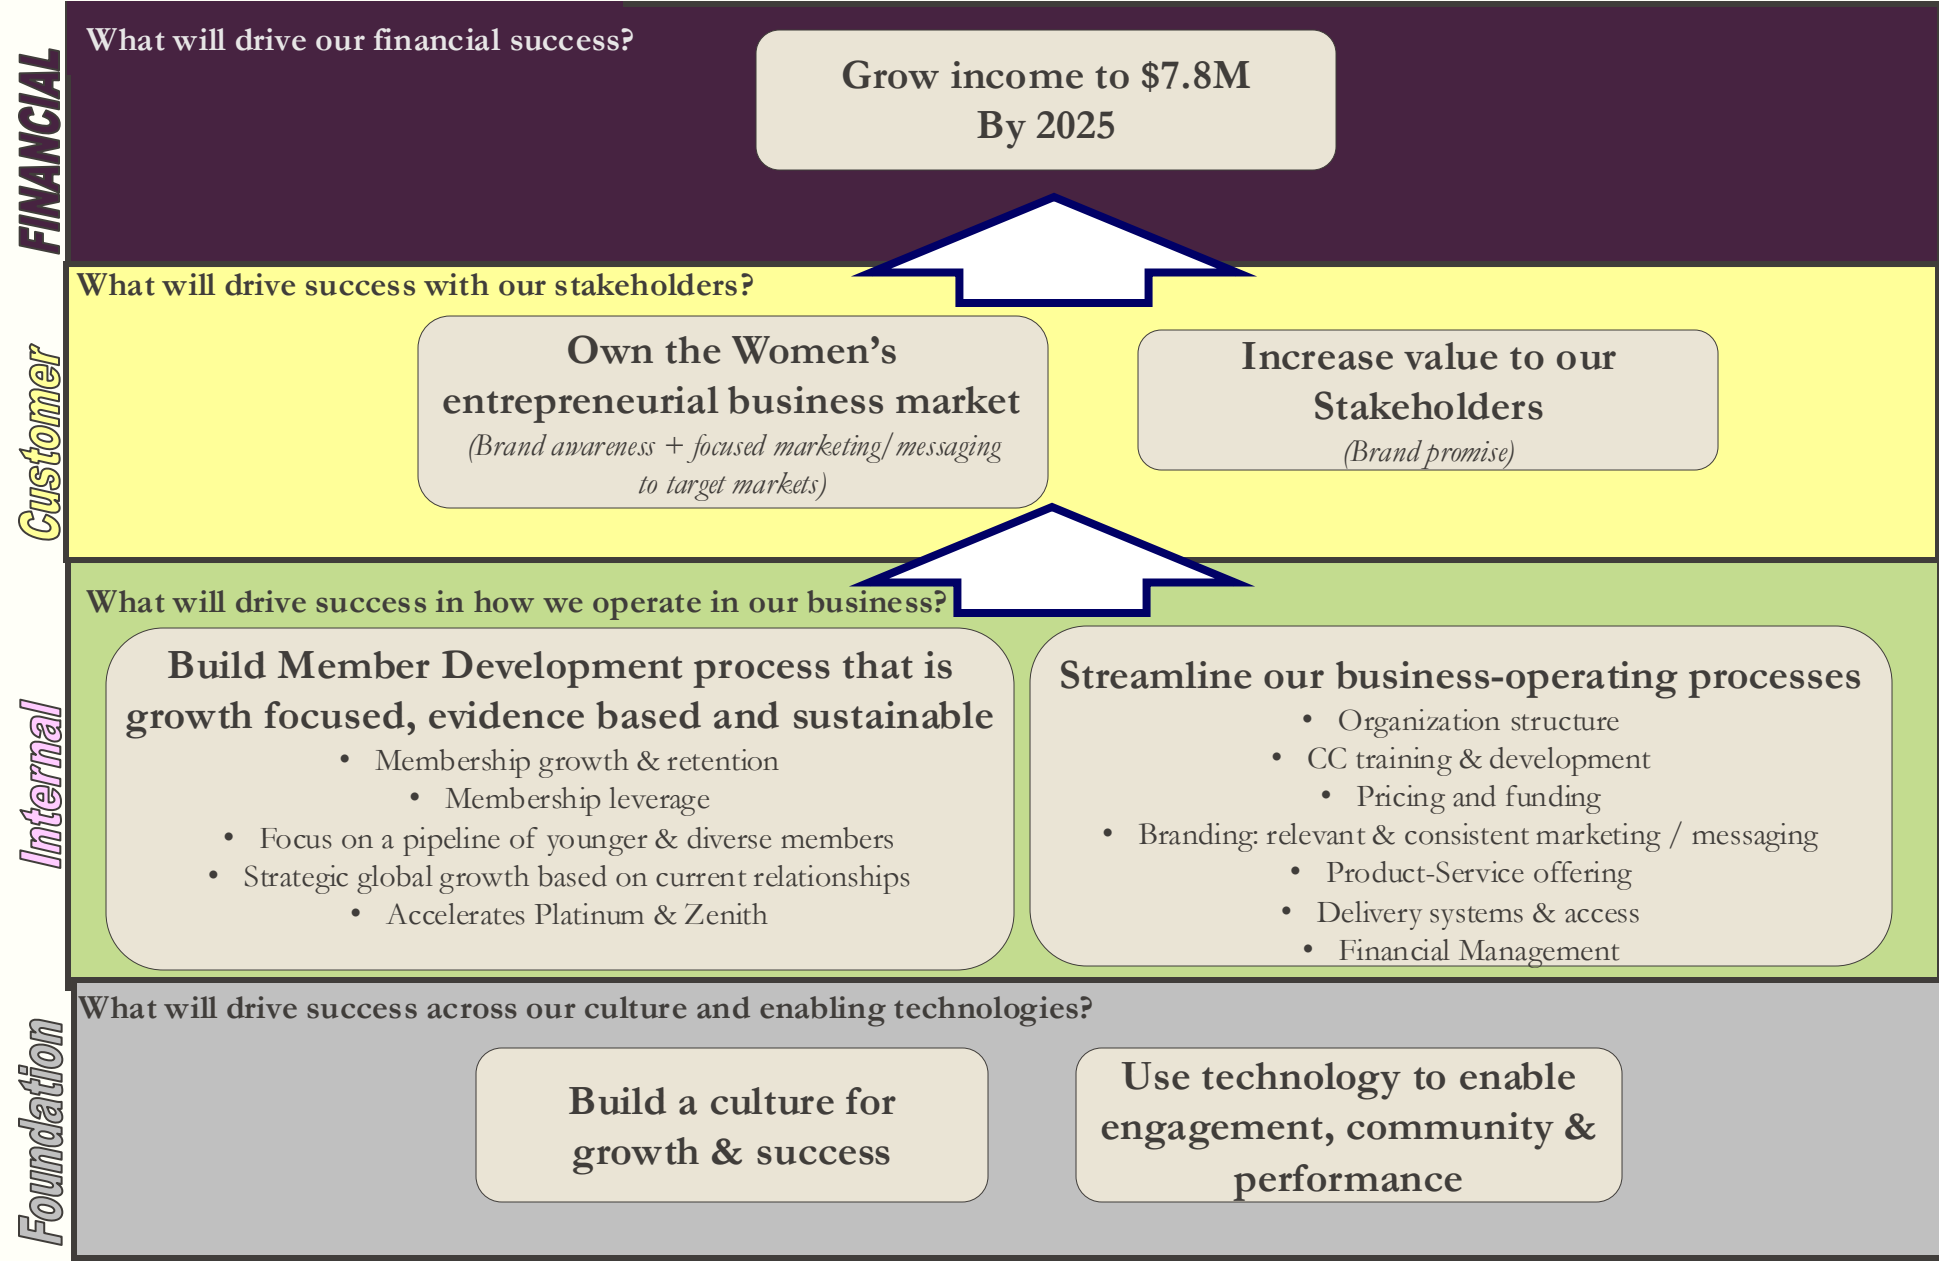 FINANCIAL
What will drive our financial success?
Grow income to $7.8M
By 2025
Customer
What will drive success with our stakeholders?
Own the Women’s
entrepreneurial business market
(Brand awareness + focused marketing/messaging
to target markets)
Increase value to our
Stakeholders
(Brand promise)
Internal
What will drive success in how we operate in our business?
Build Member Development process that is
growth focused, evidence based and sustainable
• Membership growth & retention
• Membership leverage
• Focus on a pipeline of younger & diverse members
• Strategic global growth based on current relationships
• Accelerates Platinum & Zenith
Streamline our business-operating processes
• Organization structure
• CC training & development
• Pricing and funding
• Branding: relevant & consistent marketing / messaging
• Product-Service offering
• Delivery systems & access
• Financial Management
Foundation
What will drive success across our culture and enabling technologies?
Build a culture for
growth & success
Use technology to enable
engagement, community &
performance